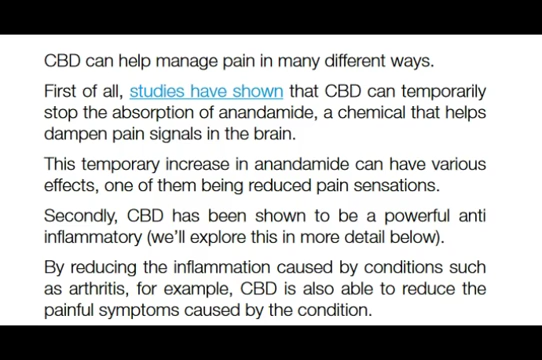 CBD can help manage pain in many different ways.
First of all, studies have shown that CBD can temporarily
stop the absorption of anandamide, a chemical that helps
dampen pain signals in the brain.
This temporary increase in anandamide can have various
effects, one of them being reduced pain sensations.
Secondly, CBD has been shown to be a powerful anti
inflammatory (we'll explore this in more detail below).
By reducing the inflammation caused by conditions such
as arthritis, for example, CBD is also able to reduce the
painful symptoms caused by the condition.